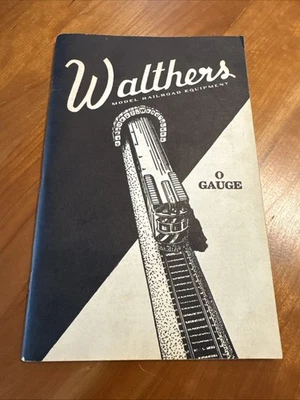 Walthers
MODEL RAILROAD EQUIPMENT
O
GAUGE